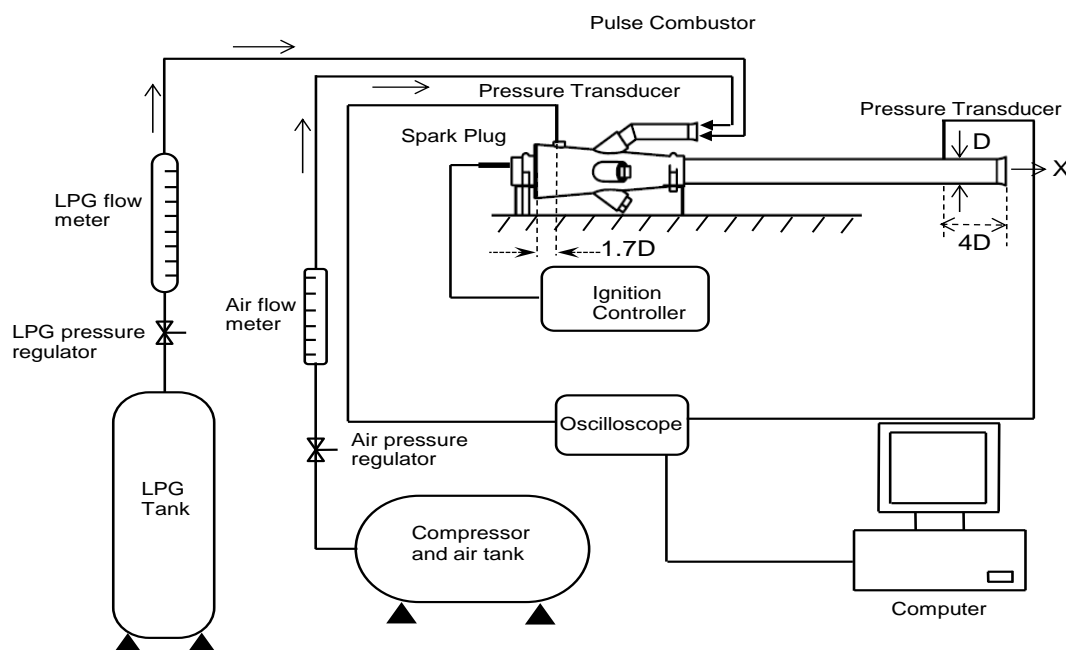 Pulse Combustor
Pressure Transducer
Pressure Transducer
Spark Plug
D
X
LPG flow
meter
4D
1.7D
Air flow
meter
Ignition
Controller
LPG pressure
regulator
Oscilloscope
Air pressure
regulator
LPG
Tank
Compressor
and air tank
Computer